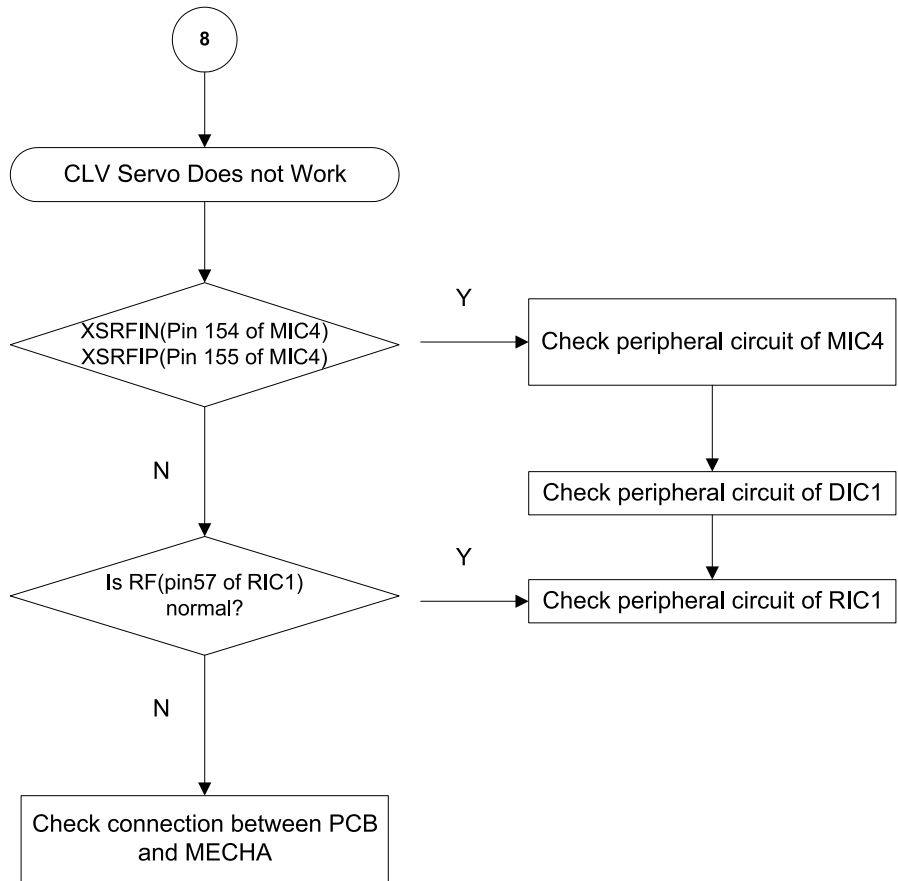 8
CLV Servo Does not Work
XSRFIN(Pin 154 of MIC4)
XSRFIP(Pin 155 of MIC4)
Y
Check peripheral circuit of MIC4
N
Check peripheral circuit of DIC1
Is RF(pin57 of RIC1)
normal?
Y
Check peripheral circuit of RIC1
N
Check connection between PCB
and MECHA